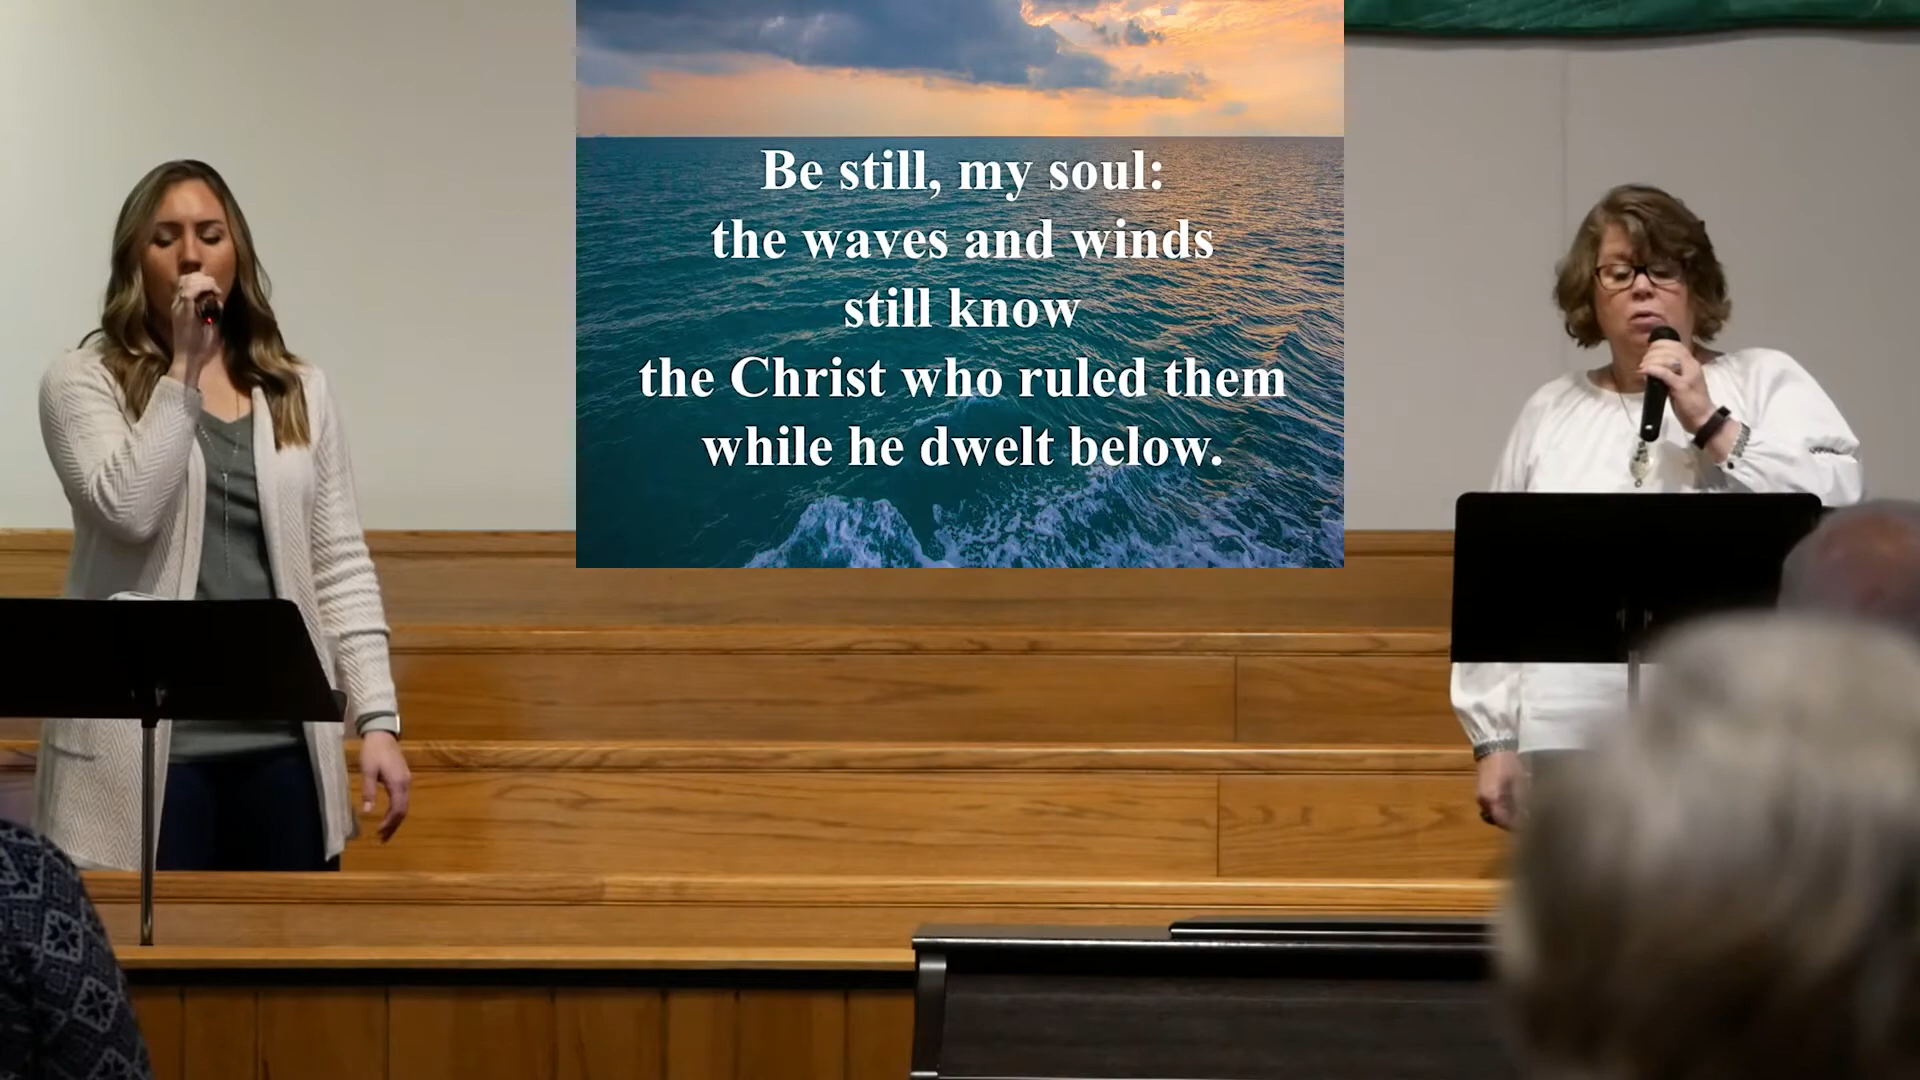 Be still, my soul:
the waves and winds
still know
the Christ who ruled them
while he dwelt below.